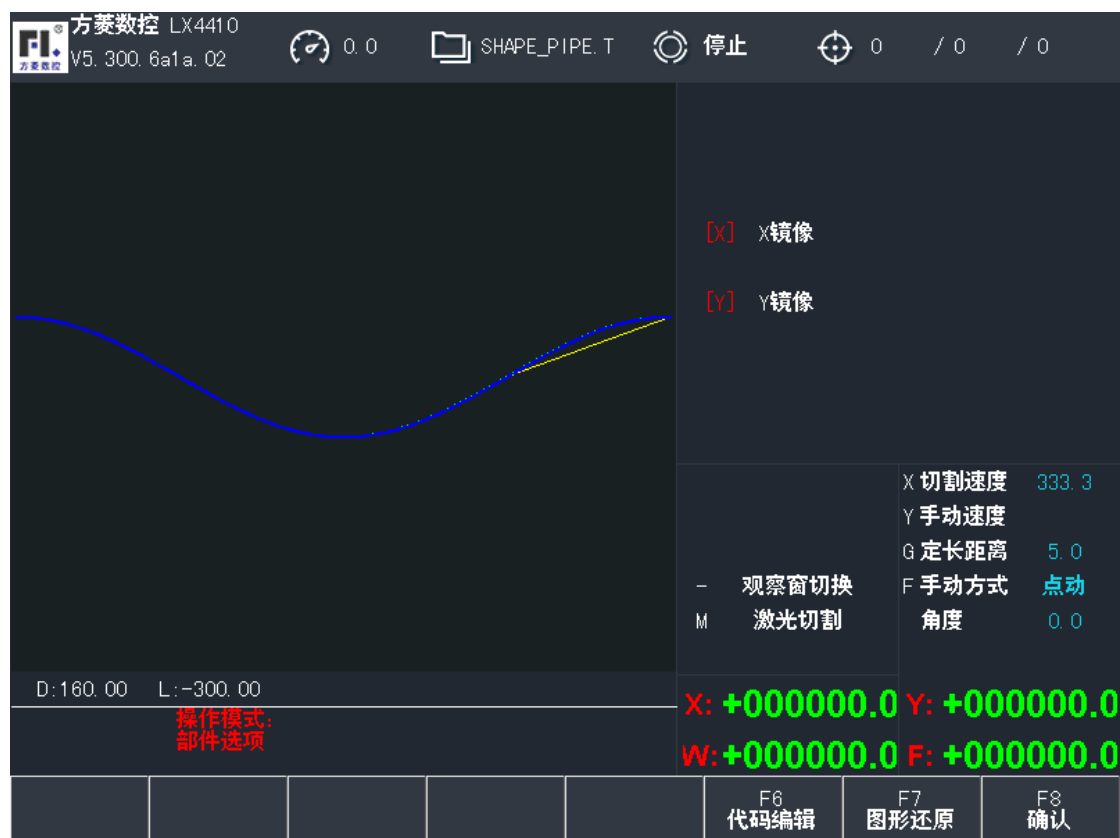 方菱数控 LX4410
V5.300.6a1a.02
方菱数控
0.0
SHAPE_PIPE.T
停止
0 / 0 / 0
[X] X镜像
[Y] Y镜像
X 切割速度 333.3
Y 手动速度
G 定长距离 5.0
- 观察窗切换
F 手动方式 点动
M 激光切割
角度 0.0
D:160.00 L:-300.00
操作模式:
部件选项
X: +000000.0 Y: +000000.0
W: +000000.0 F: +000000.0
F6
代码编辑
F7
图形还原
F8
确认